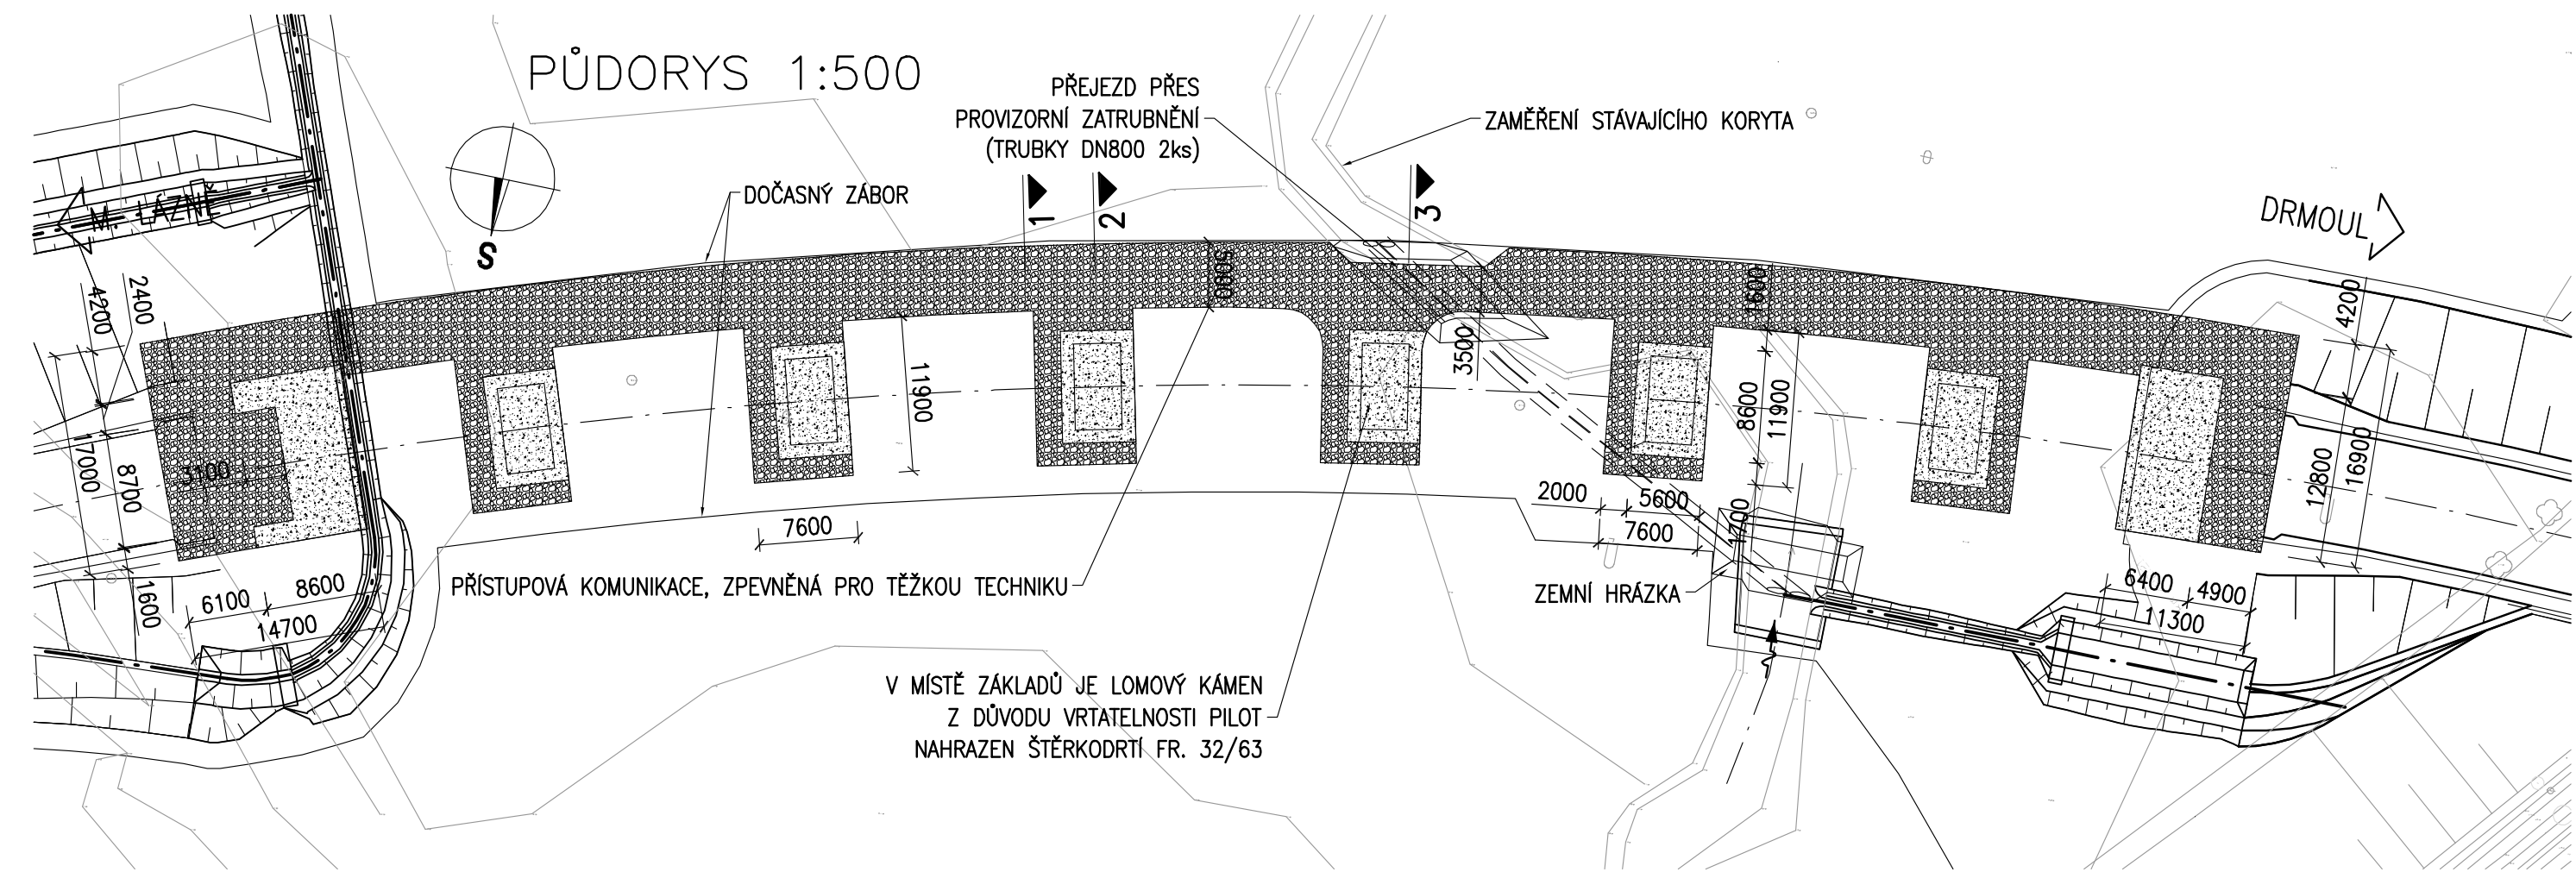 PŮDORYS 1:500
PŘEJEZD PŘES
PROVIZORNÍ ZATRUBNĚNÍ
(TRUBKY DN800 2ks)
ZAMĚŘENÍ STÁVAJÍCÍHO KORYTA
DOČASNÝ ZÁBOR
1
2
3
M. LÁZNĚ
DRMOUL
S
4200
2400
17000
8700
1600
3100
6100
8600
14700
7600
11900
5000
3500
1600
8600
11900
1700
2000
5600
7600
4200
12800
16900
6400
4900
11300
PŘÍSTUPOVÁ KOMUNIKACE, ZPEVNĚNÁ PRO TĚŽKOU TECHNIKU
ZEMNÍ HRÁZKA
V MÍSTĚ ZÁKLADŮ JE LOMOVÝ KÁMEN
Z DŮVODU VRTATELNOSTI PILOT
NAHRAZEN ŠTĚRKODRTÍ FR. 32/63